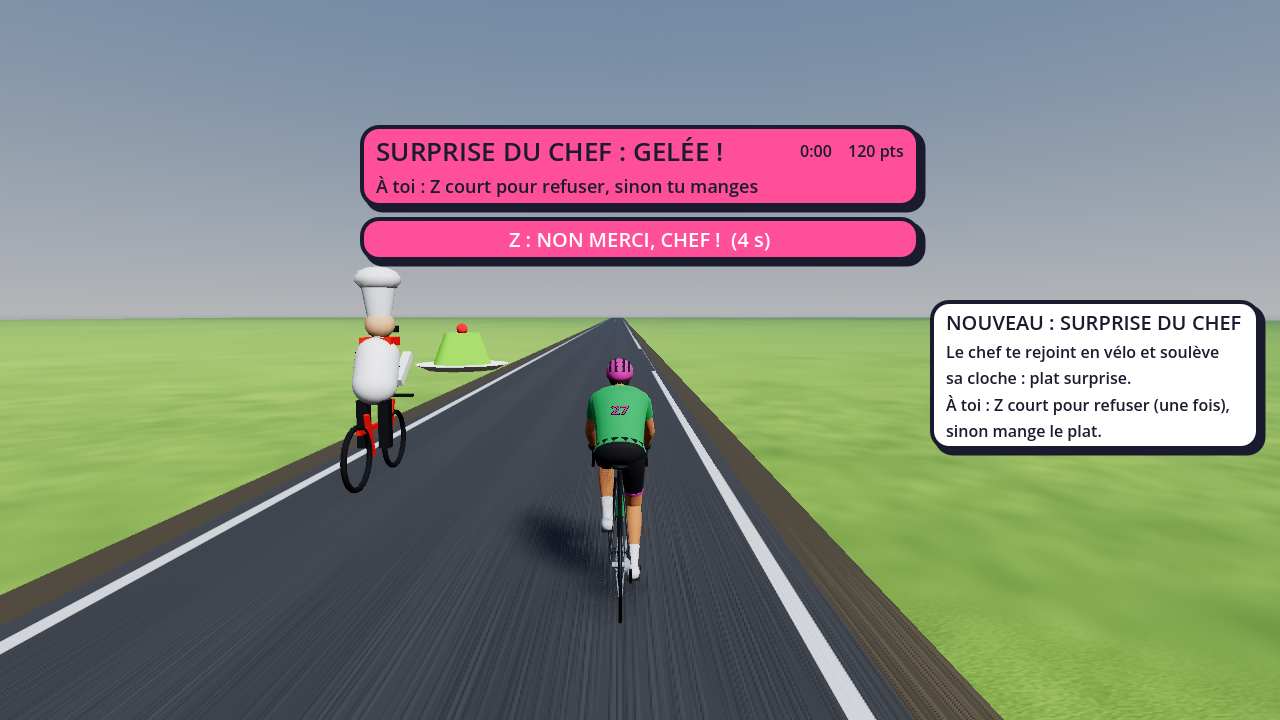 SURPRISE DU CHEF : GELÉE ! 0:00 120 pts
À toi : Z court pour refuser, sinon tu manges
Z : NON MERCI, CHEF ! (4 s)
NOUVEAU : SURPRISE DU CHEF
Le chef te rejoint en vélo et soulève
sa cloche : plat surprise.
À toi : Z court pour refuser (une fois),
sinon mange le plat.
27